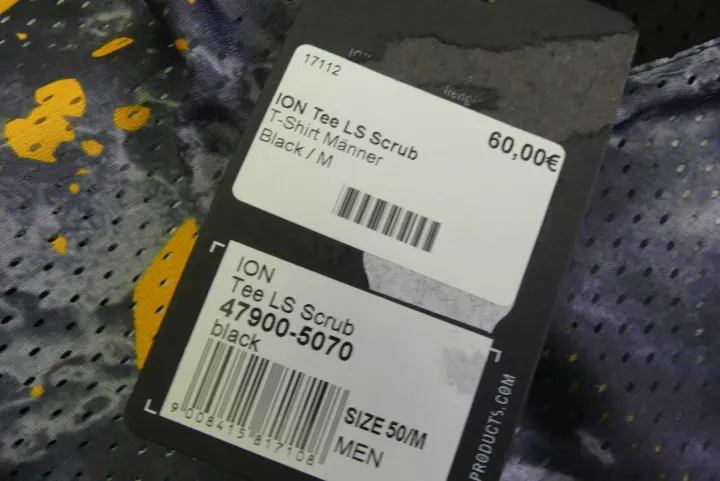 17112
ION Tee LS Scrub
60,00€
T-Shirt Männer
Black / M
ION
Tee LS Scrub
47900-5070
black
9 008415 817108
SIZE 50/M
MEN
PRODUCTS.COM